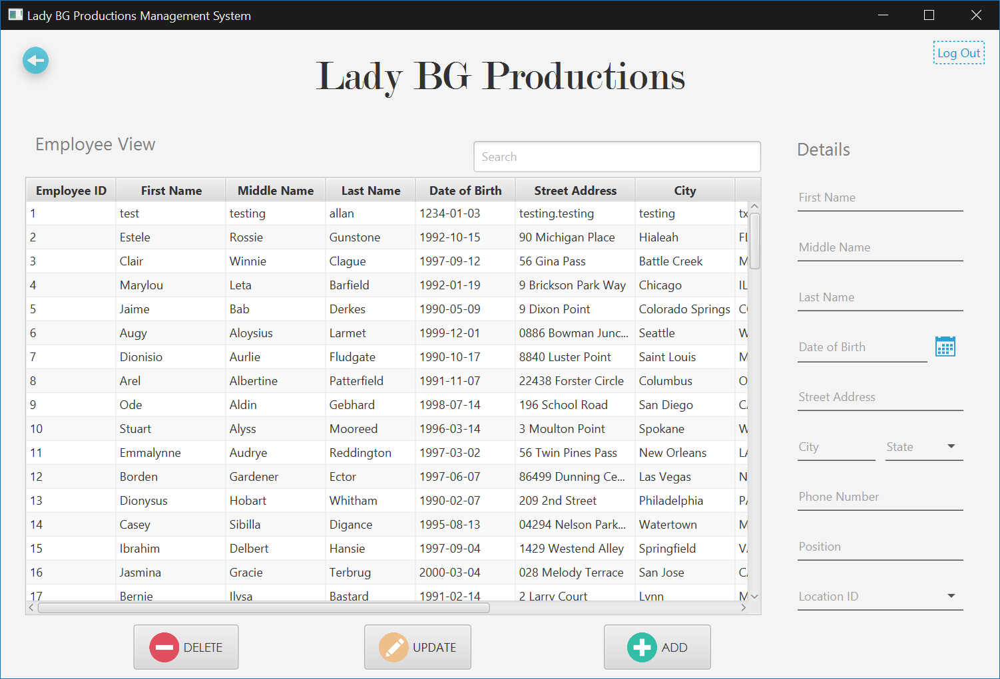 Lady BG Productions Management System
Log Out
Lady BG Productions
Employee View
Search
Details
Employee ID First Name Middle Name Last Name Date of Birth Street Address City
1 test testing allan 1234-01-03 testing.testing testing tx
2 Estele Rossie Gunstone 1992-10-15 90 Michigan Place Hialeah FL
3 Clair Winnie Clague 1997-09-12 56 Gina Pass Battle Creek M
4 Marylou Leta Barfield 1992-01-19 9 Brickson Park Way Chicago IL
5 Jaime Bab Derkes 1990-05-09 9 Dixon Point Colorado Springs
6 Augy Aloysius Larmet 1999-12-01 0886 Bowman Junc... Seattle W
7 Dionisio Aurlie Fludgate 1990-10-17 8840 Luster Point Saint Louis M
8 Arel Albertine Patterfield 1991-11-07 22438 Forster Circle Columbus O
9 Ode Aldin Gebhard 1998-07-14 196 School Road San Diego
10 Stuart Alyss Mooreed 1996-03-14 3 Moulton Point Spokane W
11 Emmalynne Audrye Reddington 1997-03-02 56 Twin Pines Pass New Orleans LA
12 Borden Gardener Ector 1997-06-07 86499 Dunning Ce... Las Vegas N
13 Dionysus Hobart Whitham 1990-02-07 209 2nd Street Philadelphia PA
14 Casey Sibilla Digance 1995-08-13 04294 Nelson Park... Watertown M
15 Ibrahim Delbert Hansie 1997-09-04 1429 Westend Alley Springfield VA
16 Jasmina Gracie Terbrug 2000-03-04 028 Melody Terrace San Jose
17 Bernie Ilysa Bastard 1991-02-14 2 Larry Court Lynn M
First Name
Middle Name
Last Name
Date of Birth
Street Address
City State
Phone Number
Position
Location ID
DELETE UPDATE ADD